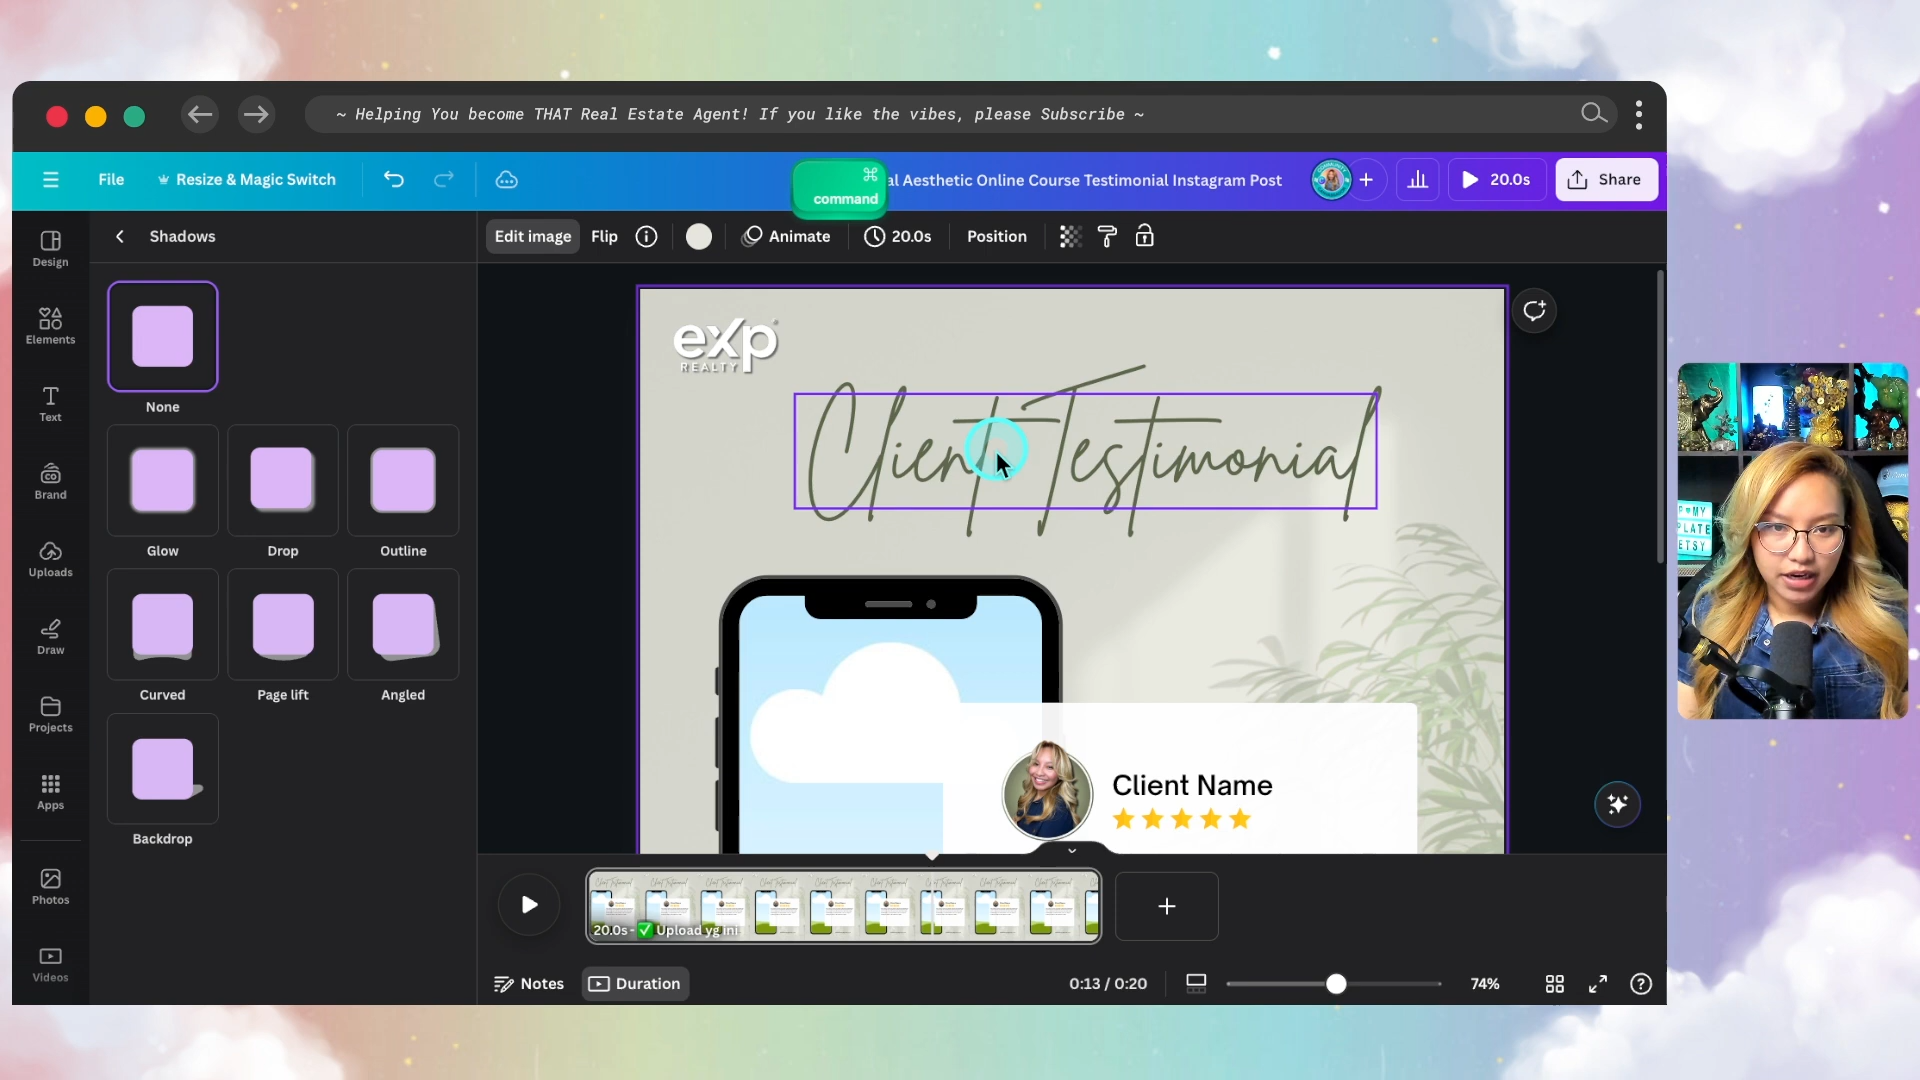 ~ Helping You become THAT Real Estate Agent! If you like the vibes, please Subscribe ~
File
Resize & Magic Switch
⌘
command
al Aesthetic Online Course Testimonial Instagram Post
20.0s
Share
Design
Elements
Text
Brand
Uploads
Draw
Projects
Apps
Photos
Videos
Shadows
None
Glow
Drop
Outline
Curved
Page lift
Angled
Backdrop
Edit image
Flip
Animate
20.0s
Position
exp
REALTY
Client Testimonial
Client Name
20.0s - ✅ Upload yg ini
Notes
Duration
0:13 / 0:20
74%
MY
PLATE
ETSY